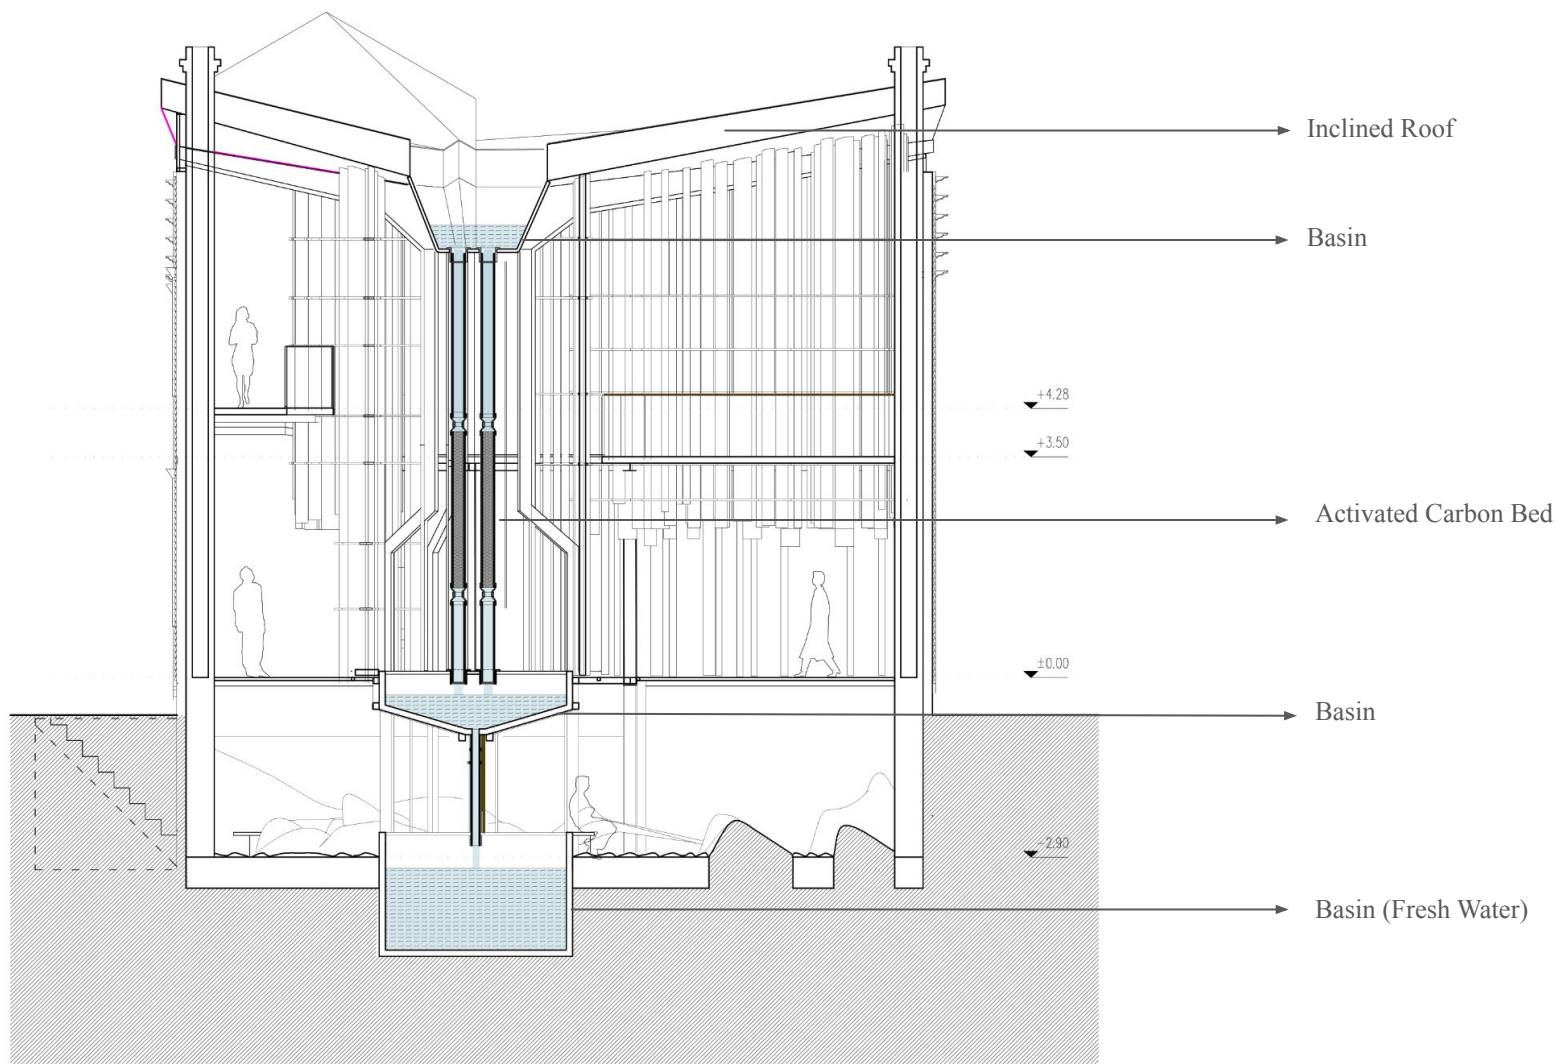 Inclined Roof
Basin
+4.28
+3.50
Activated Carbon Bed
±0.00
Basin
-2.90
Basin (Fresh Water)